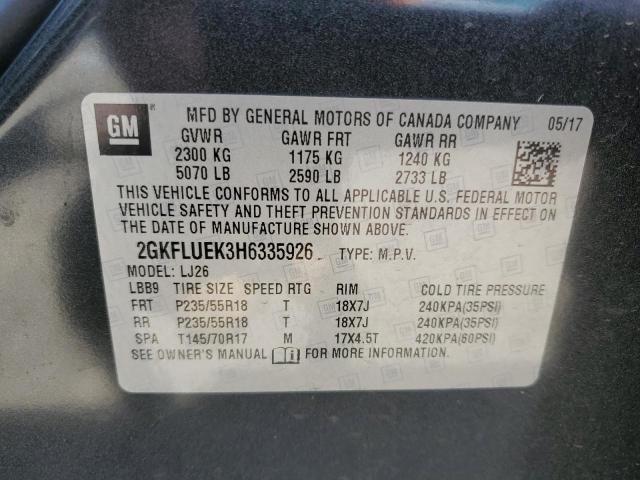 GM
MFD BY GENERAL MOTORS OF CANADA COMPANY 05/17
GVWR GAWR FRT GAWR RR
2300 KG 1175 KG 1240 KG
5070 LB 2590 LB 2733 LB
THIS VEHICLE CONFORMS TO ALL APPLICABLE U.S. FEDERAL MOTOR
VEHICLE SAFETY AND THEFT PREVENTION STANDARDS IN EFFECT ON
THE DATE OF MANUFACTURE SHOWN ABOVE.
2GKFLUEK3H6335926 TYPE: M.P.V.
MODEL: LJ26
LBB9 TIRE SIZE SPEED RTG RIM COLD TIRE PRESSURE
FRT P235/55R18 T 18X7J 240KPA(35PSI)
RR P235/55R18 T 18X7J 240KPA(35PSI)
SPA T145/70R17 M 17X4.5T 420KPA(60PSI)
SEE OWNER'S MANUAL FOR MORE INFORMATION